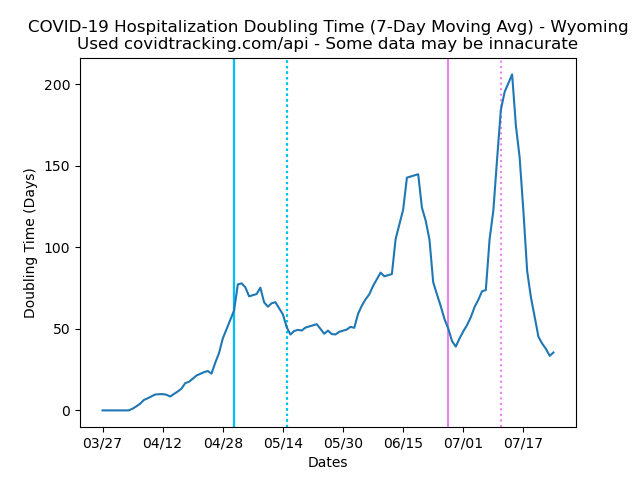 COVID-19 Hospitalization Doubling Time (7-Day Moving Avg) - Wyoming
Used covidtracking.com/api - Some data may be innacurate
200
150
100
50
0
Doubling Time (Days)
03/27 04/12 04/28 05/14 05/30 06/15 07/01 07/17
Dates